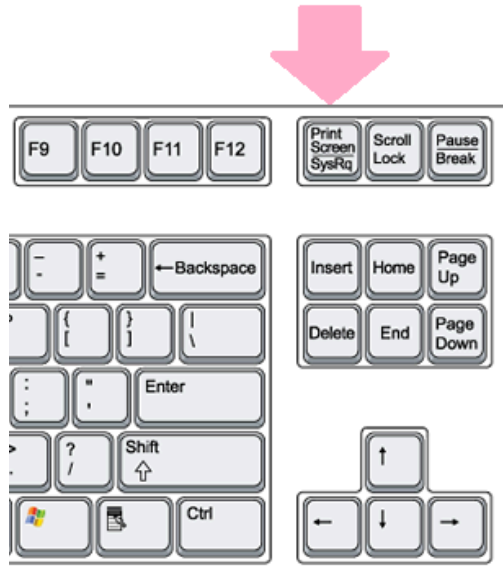 F9
F10
F11
F12
Print
Screen
SysRq
Scroll
Lock
Pause
Break
_
-
+
=
←Backspace
Insert
Home
Page
Up
{
[
}
]
|
\
Delete
End
Page
Down
:
;
"
'
Enter
>
.
?
/
Shift
⇧
↑
Ctrl
←
↓
→